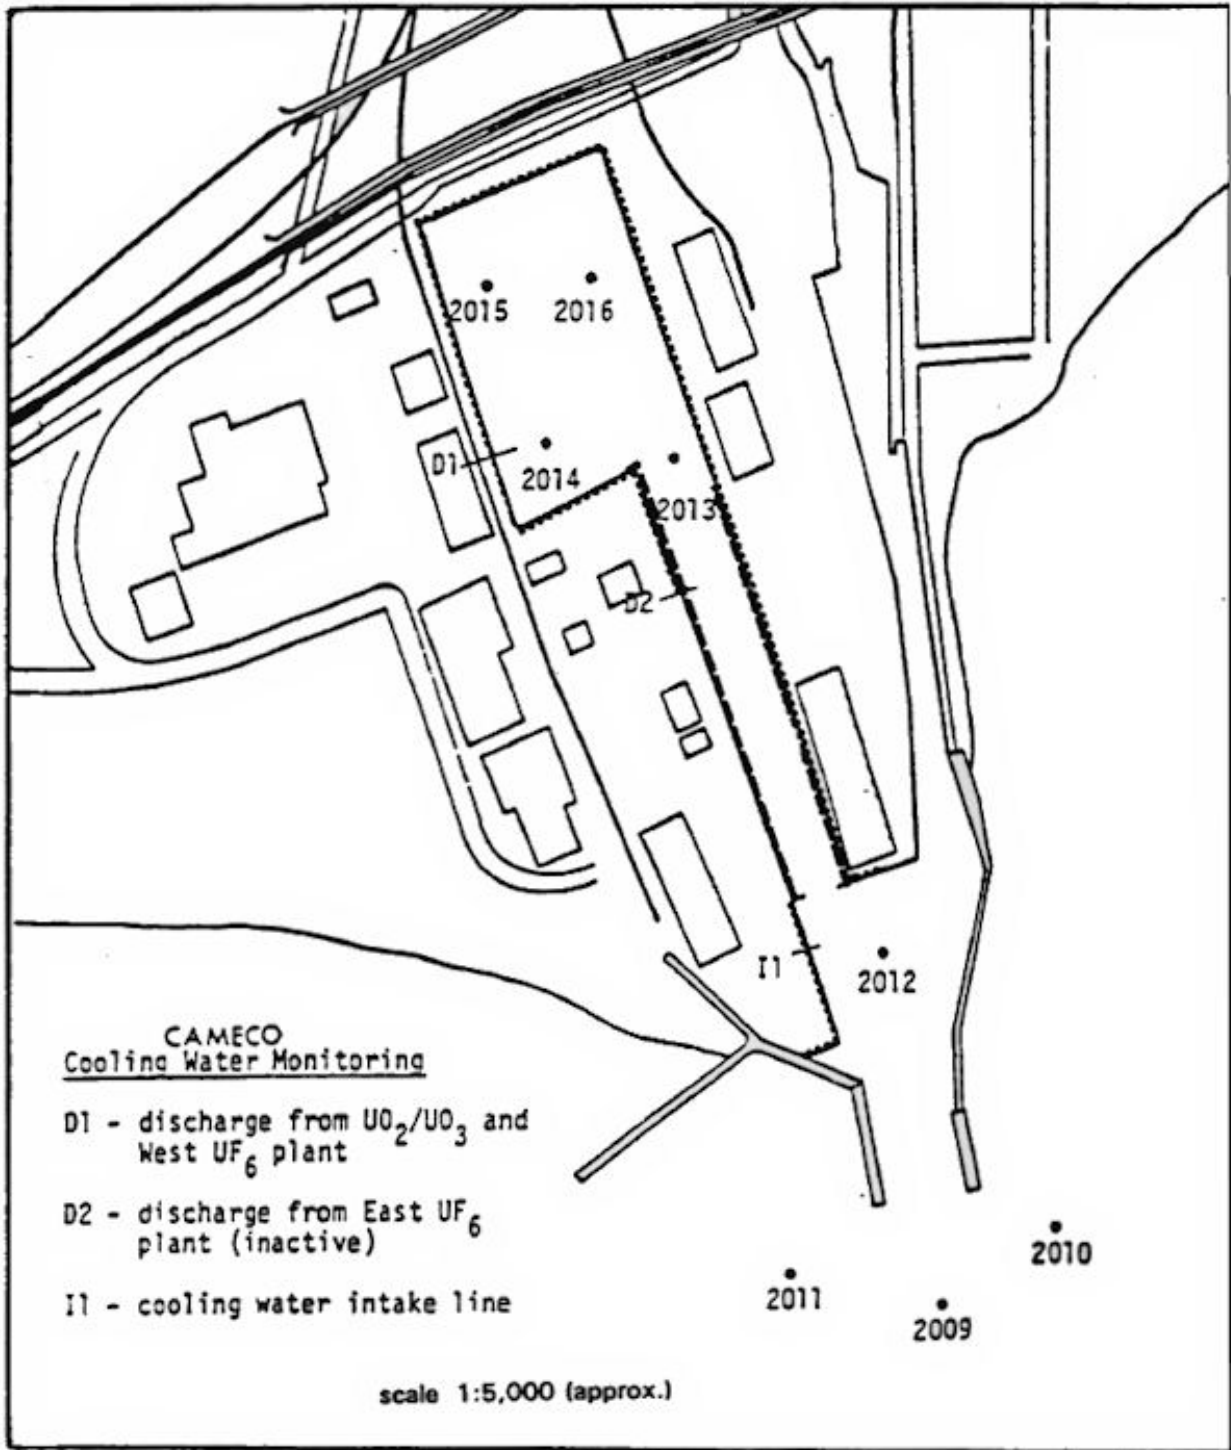 2015
2016
D1
2014
2013
D2
I1
2012
CAMECO
Cooling Water Monitoring
D1 - discharge from UO₂/UO₃ and
West UF₆ plant
D2 - discharge from East UF₆
plant (inactive)
I1 - cooling water intake line
2010
2011
2009
scale 1:5,000 (approx.)